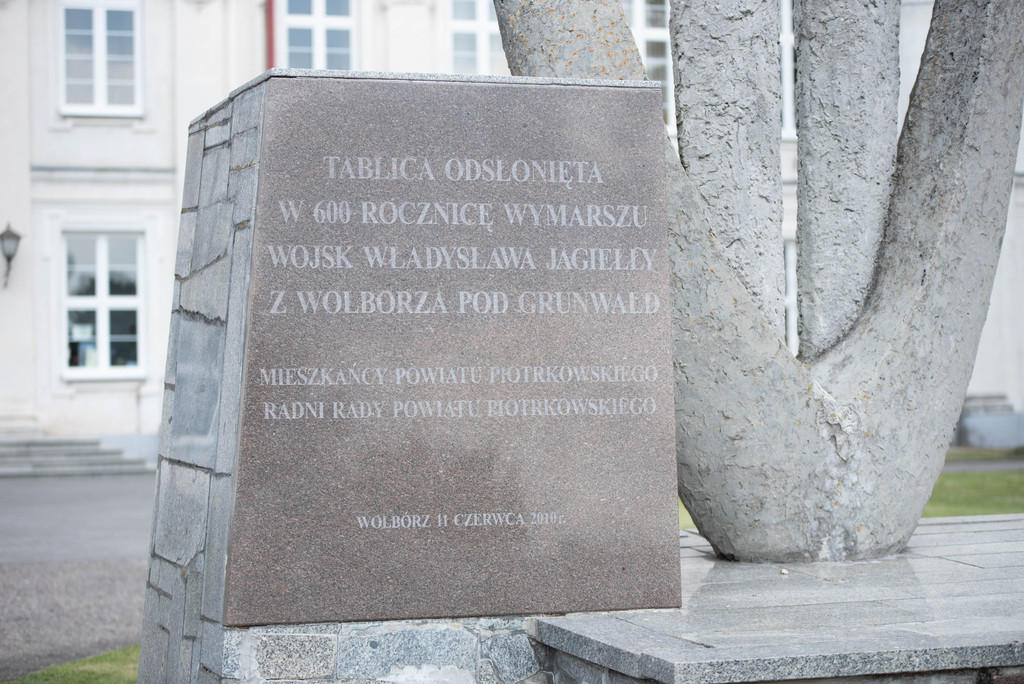 TABLICA ODSŁONIĘTA
W 600 ROCZNICĘ WYMARSZU
WOJSK WŁADYSŁAWA JAGIEŁŁY
Z WOLBORZA POD GRUNWALD
MIESZKAŃCY POWIATU PIOTRKOWSKIEGO
RADNI RADY POWIATU PIOTRKOWSKIEGO
WOLBÓRZ 11 CZERWCA 2010 r.